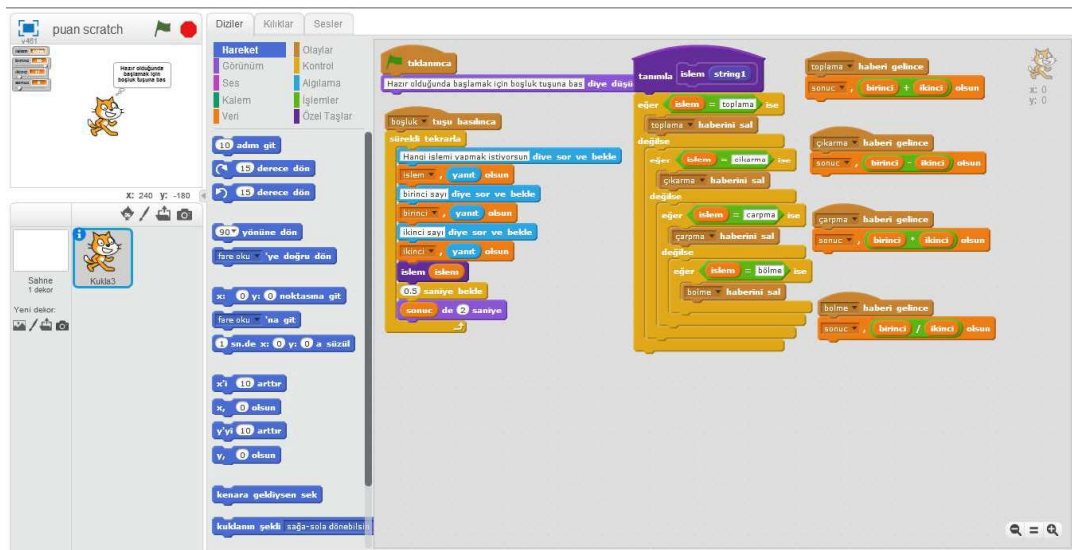 puan scratch
v461
Hazır olduğunda
başlamak için
boşluk tuşuna bas
X: 240 y: -180
Sahne
1 dekor
Kukla3
Yeni dekor:
Diziler Kılıklar Sesler
Hareket Olaylar
Görünüm Kontrol
Ses Algılama
Kalem İşlemler
Veri Özel Taşlar
10 adım git
15 derece dön
15 derece dön
90 yönüne dön
fare oku 'ye doğru dön
x: 0 y: 0 noktasına git
fare oku 'na git
1 sn.de x: 0 y: 0 a süzül
x'i 10 arttır
x, 0 olsun
y'yi 10 arttır
y, 0 olsun
kenara geldiysen sek
kuklanın şekli sağa-sola dönebilsin
tıklanınca
Hazır olduğunda başlamak için boşluk tuşuna bas diye düşü
boşluk tuşu basılınca
sürekli tekrarla
Hangi islemi yapmak istiyorsun diye sor ve bekle
islem , yanıt olsun
birinci sayı diye sor ve bekle
birinci , yanıt olsun
ikinci sayı diye sor ve bekle
ikinci , yanıt olsun
islem islem
0.5 saniye bekle
sonuc de 2 saniye
tanımla islem string1
eğer islem = toplama ise
toplama haberini sal
değilse
eğer islem = cikarma ise
çıkarma haberini sal
değilse
eğer islem = carpma ise
çarpma haberini sal
değilse
eğer islem = bölme ise
bolme haberini sal
toplama haberi gelince
sonuc , birinci + ikinci olsun
çıkarma haberi gelince
sonuc , birinci - ikinci olsun
çarpma haberi gelince
sonuc , birinci * ikinci olsun
bolme haberi gelince
sonuc , birinci / ikinci olsun
x: 0
y: 0